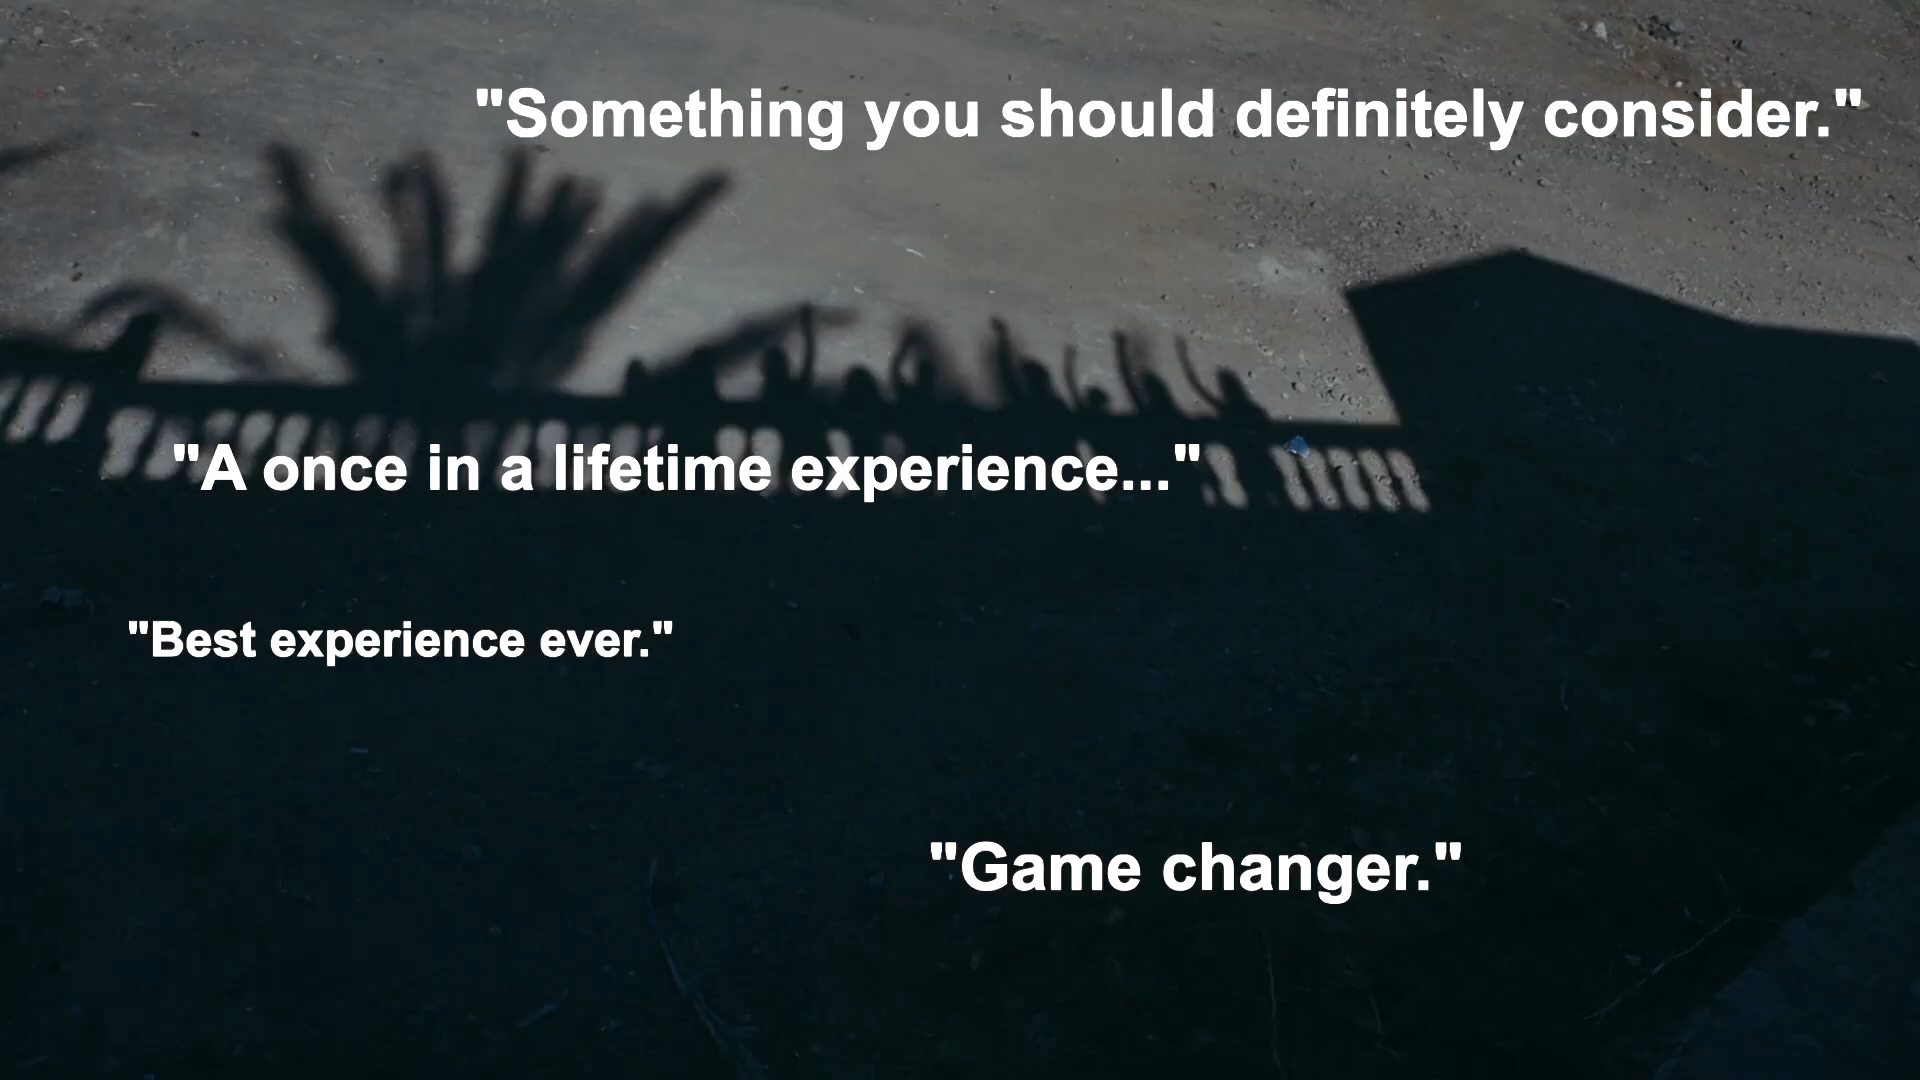 "Something you should definitely consider."
"A once in a lifetime experience..."
"Best experience ever."
"Game changer."